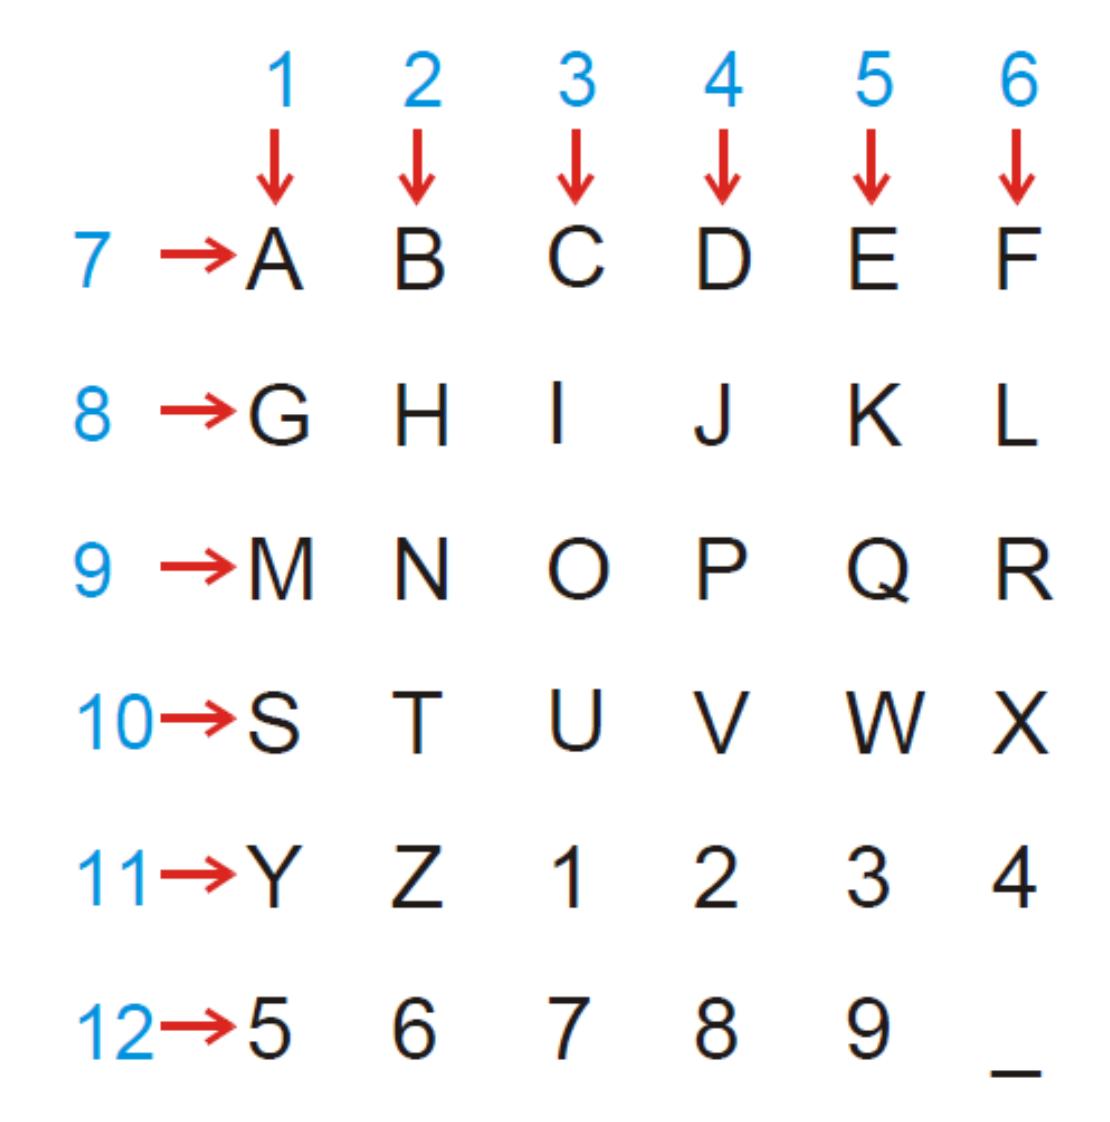 1 2 3 4 5 6
7 A B C D E F
8 G H I J K L
9 M N O P Q R
10 S T U V W X
11 Y Z 1 2 3 4
12 5 6 7 8 9 _